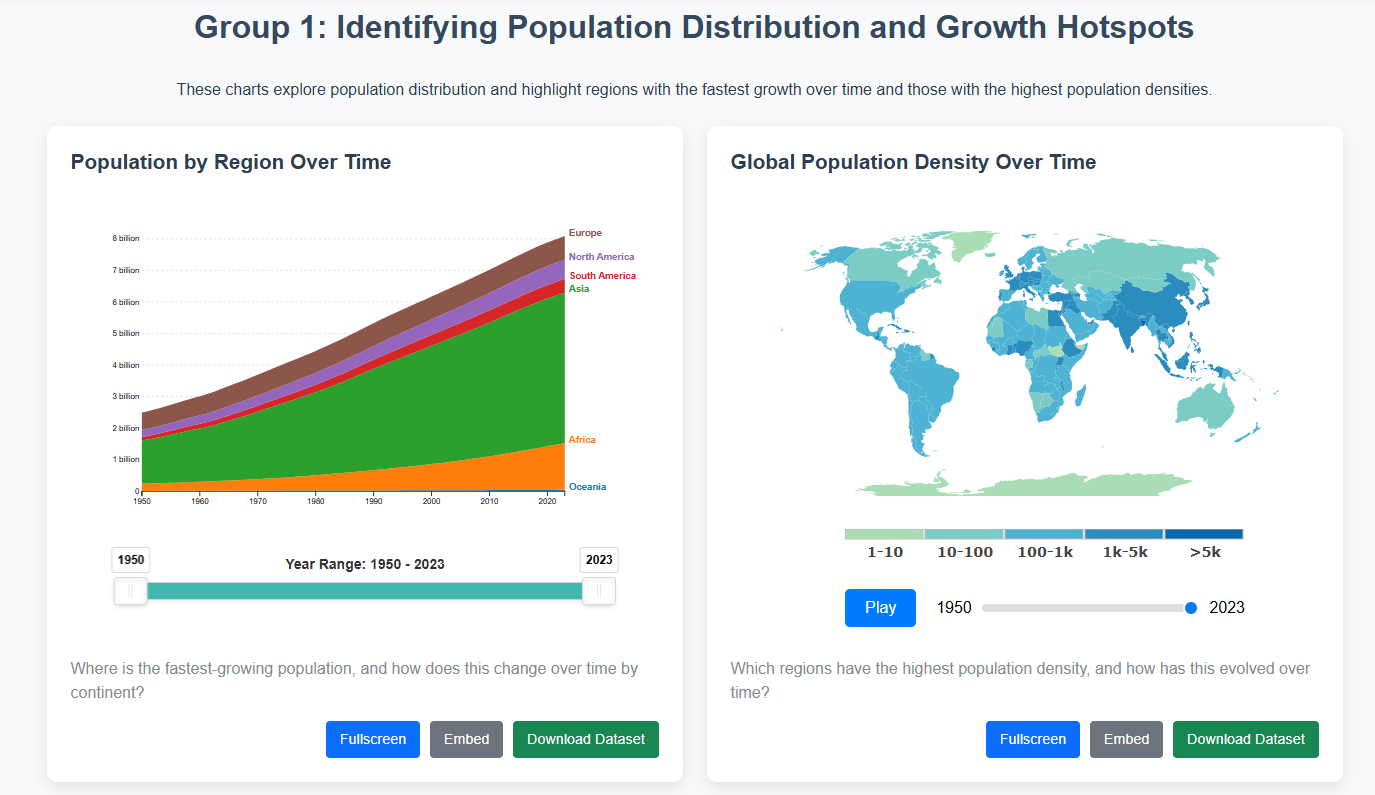 Group 1: Identifying Population Distribution and Growth Hotspots
These charts explore population distribution and highlight regions with the fastest growth over time and those with the highest population densities.
Population by Region Over Time
8 billion
7 billion
6 billion
5 billion
4 billion
3 billion
2 billion
1 billion
0
Europe
North America
South America
Asia
Africa
Oceania
1950 1960 1970 1980 1990 2000 2010 2020
1950 Year Range: 1950 - 2023 2023
Where is the fastest-growing population, and how does this change over time by
continent?
Fullscreen Embed Download Dataset
Global Population Density Over Time
1-10 10-100 100-1k 1k-5k >5k
Play 1950 2023
Which regions have the highest population density, and how has this evolved over
time?
Fullscreen Embed Download Dataset